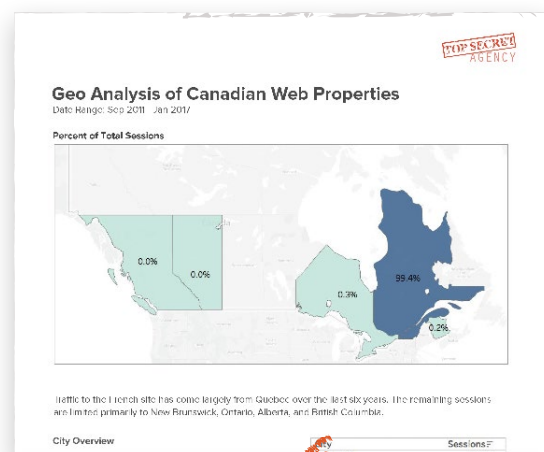 TOP SECRET
AGENCY
Geo Analysis of Canadian Web Properties
Date Range: Sep 2011 - Jan 2017
Percent of Total Sessions
Canada
0.0%
0.0%
99.4%
0.3%
0.2%
Traffic to the French site has come largely from Quebec over the last six years. The remaining sessions
are limited primarily to New Brunswick, Ontario, Alberta, and British Columbia.
City Overview
Sessions